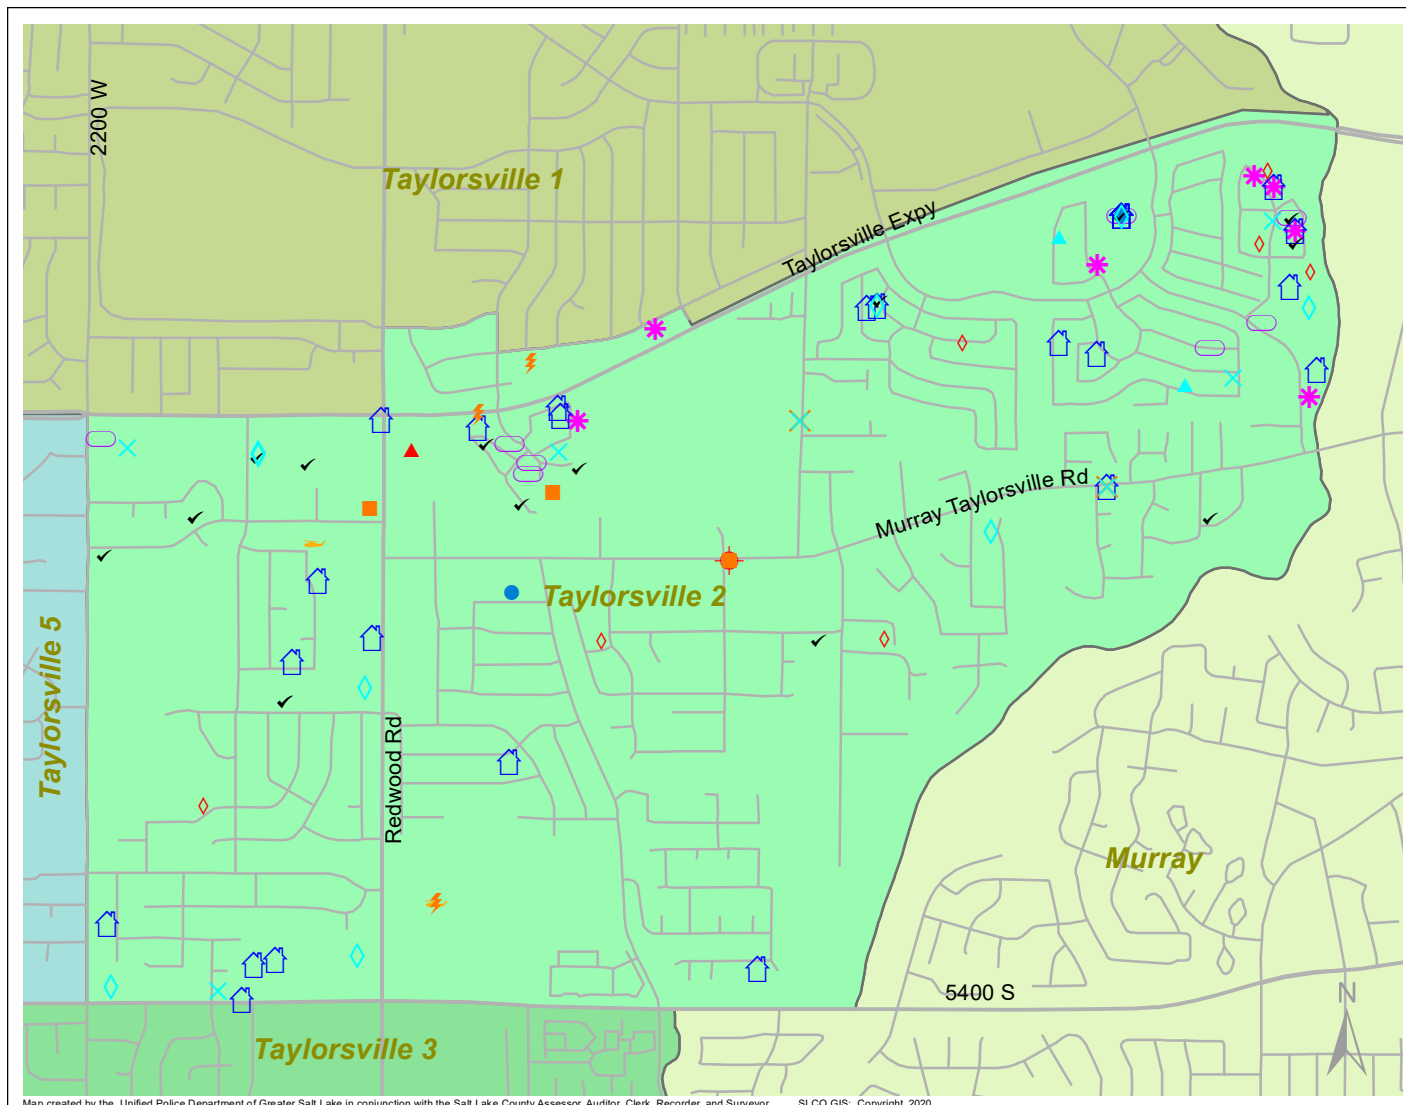 2200 W
Taylorsville 1
Taylorsville Expy
Murray Taylorsville Rd
Taylorsville 2
Taylorsville 5
Redwood Rd
Murray
5400 S
N
Taylorsville 3
Map created by the Unified Police Department of Greater Salt Lake in conjunction with the Salt Lake County Assessor, Auditor, Clerk, Recorder, and Surveyor. SLCO GIS: Copyright 2020